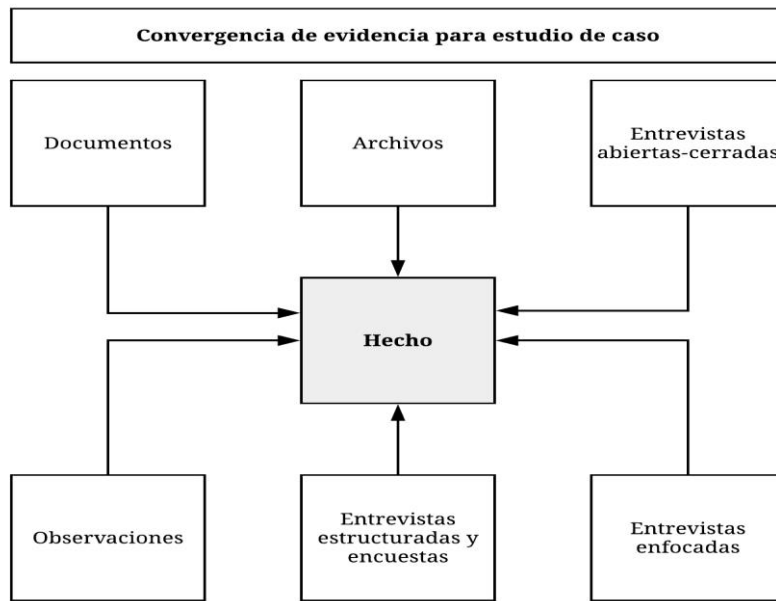 Convergencia de evidencia para estudio de caso
Documentos
Archivos
Entrevistas
abiertas-cerradas
Hecho
Observaciones
Entrevistas
estructuradas y
encuestas
Entrevistas
enfocadas